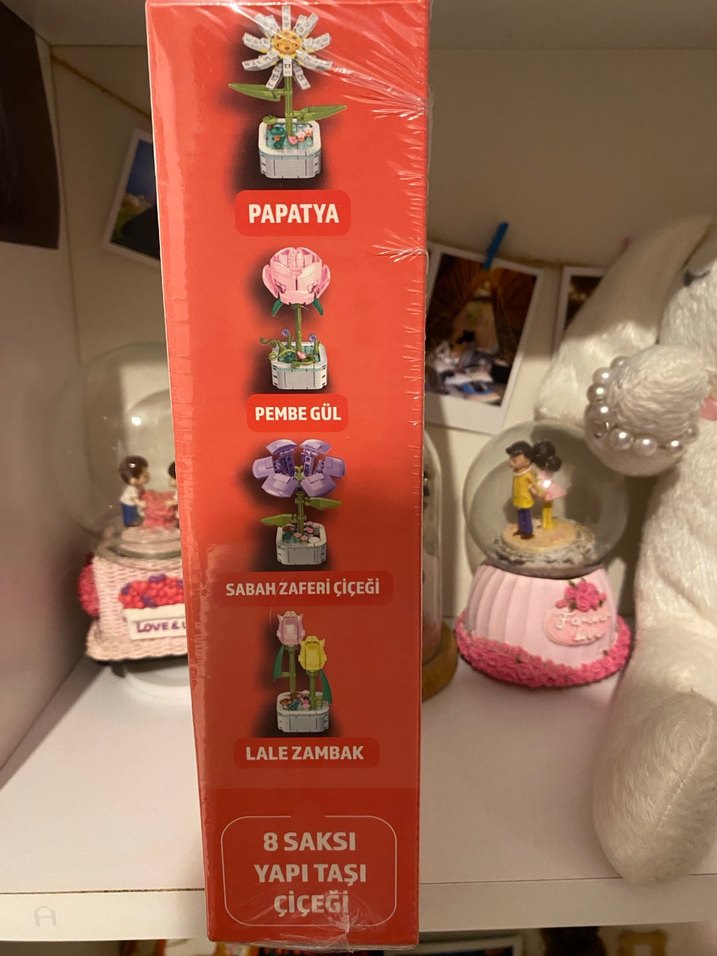 PAPATYA
PEMBE GÜL
SABAH ZAFERİ ÇİÇEĞİ
LALE ZAMBAK
8 SAKSI
YAPI TAŞI
ÇİÇEĞİ